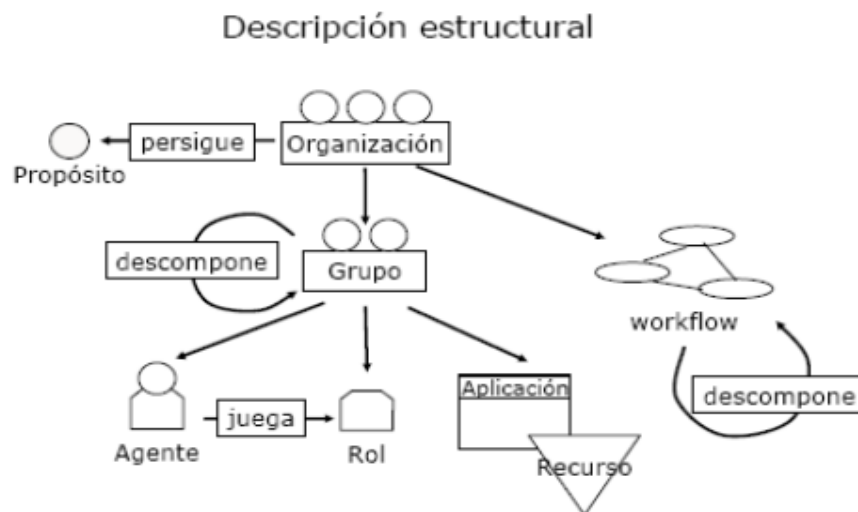 Descripción estructural
persigue
Organización
Propósito
descompone
Grupo
workflow
Aplicación
descompone
juega
Agente
Rol
Recurso